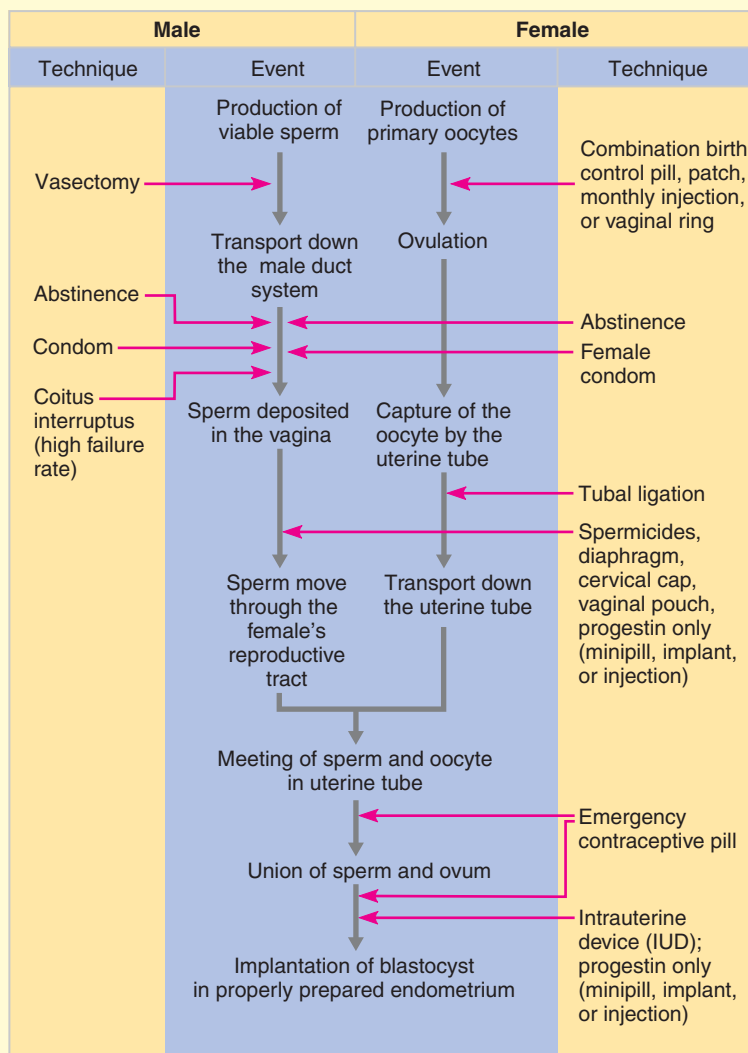 Male
Female
Technique
Event
Event
Technique
Production of
viable sperm
Production of
primary oocytes
Vasectomy
Combination birth
control pill, patch,
monthly injection,
or vaginal ring
Transport down
the male duct
system
Ovulation
Abstinence
Condom
Coitus
interruptus
(high failure
rate)
Abstinence
Female
condom
Sperm deposited
in the vagina
Capture of the
oocyte by the
uterine tube
Tubal ligation
Spermicides,
diaphragm,
cervical cap,
vaginal pouch,
progestin only
(minipill, implant,
or injection)
Sperm move
through the
female's
reproductive
tract
Transport down
the uterine tube
Meeting of sperm and oocyte
in uterine tube
Emergency
contraceptive pill
Union of sperm and ovum
Intrauterine
device (IUD);
progestin only
(minipill, implant,
or injection)
Implantation of blastocyst
in properly prepared endometrium